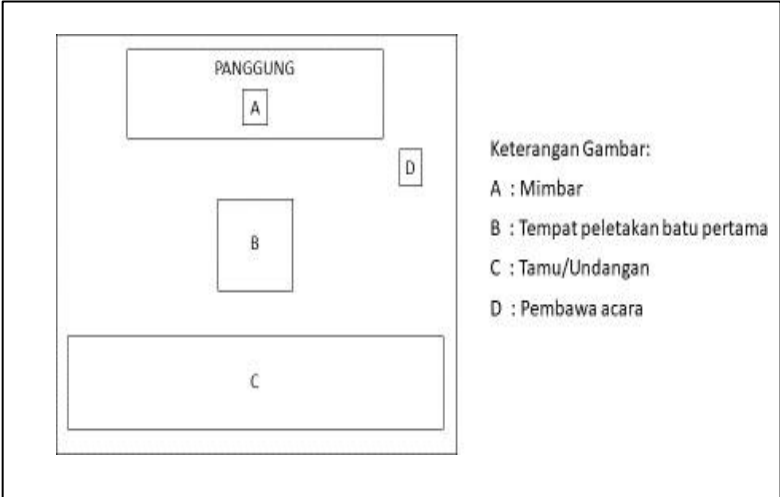 PANGGUNG
A
D
B
C
Keterangan Gambar:
A : Mimbar
B : Tempat peletakan batu pertama
C : Tamu/Undangan
D : Pembawa acara